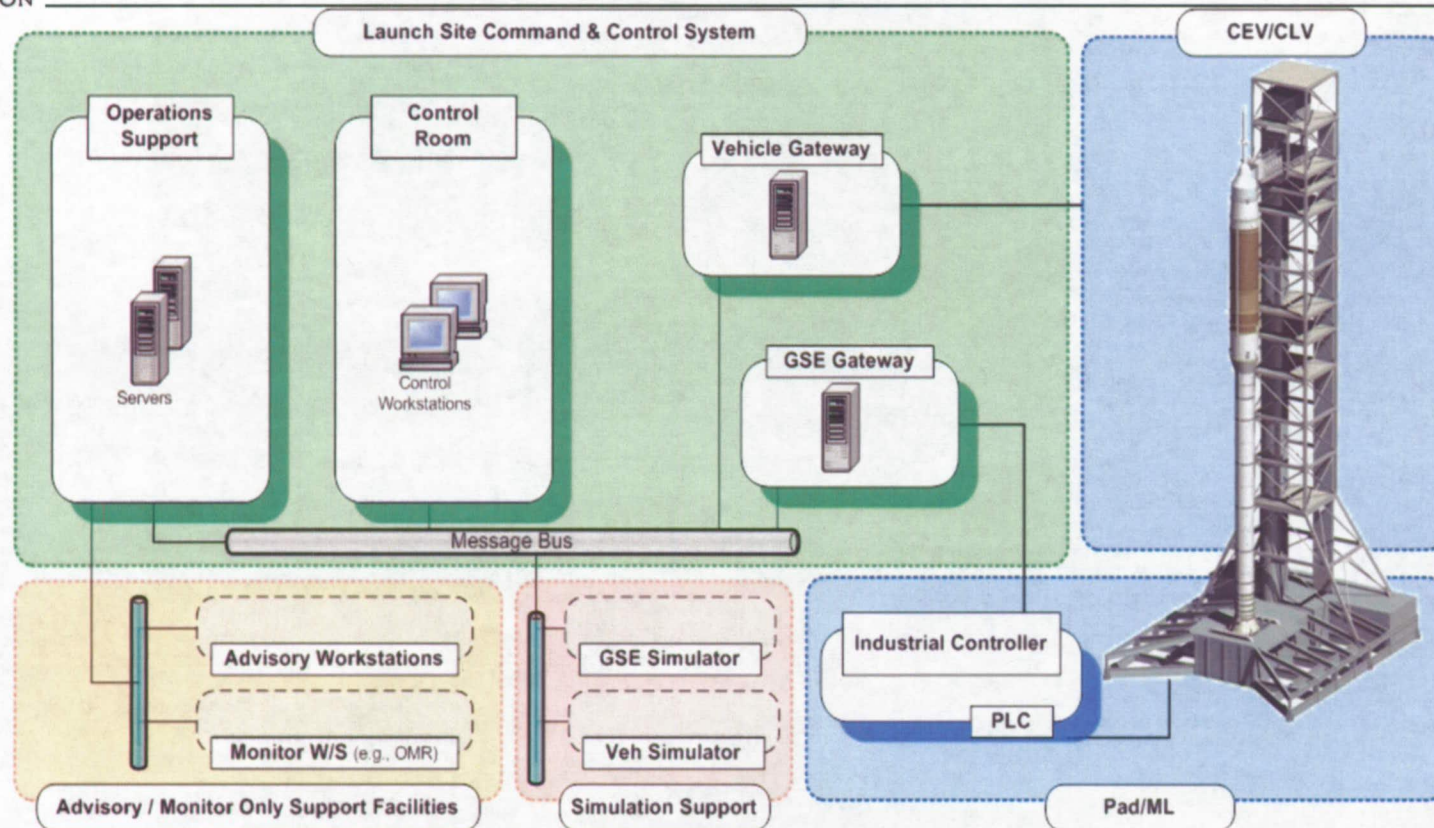 ON
Launch Site Command & Control System
CEV/CLV
Operations
Support
Control
Room
Vehicle Gateway
GSE Gateway
Servers
Control
Workstations
Message Bus
Advisory Workstations
GSE Simulator
Industrial Controller
PLC
Monitor W/S (e.g., OMR)
Veh Simulator
Advisory / Monitor Only Support Facilities
Simulation Support
Pad/ML